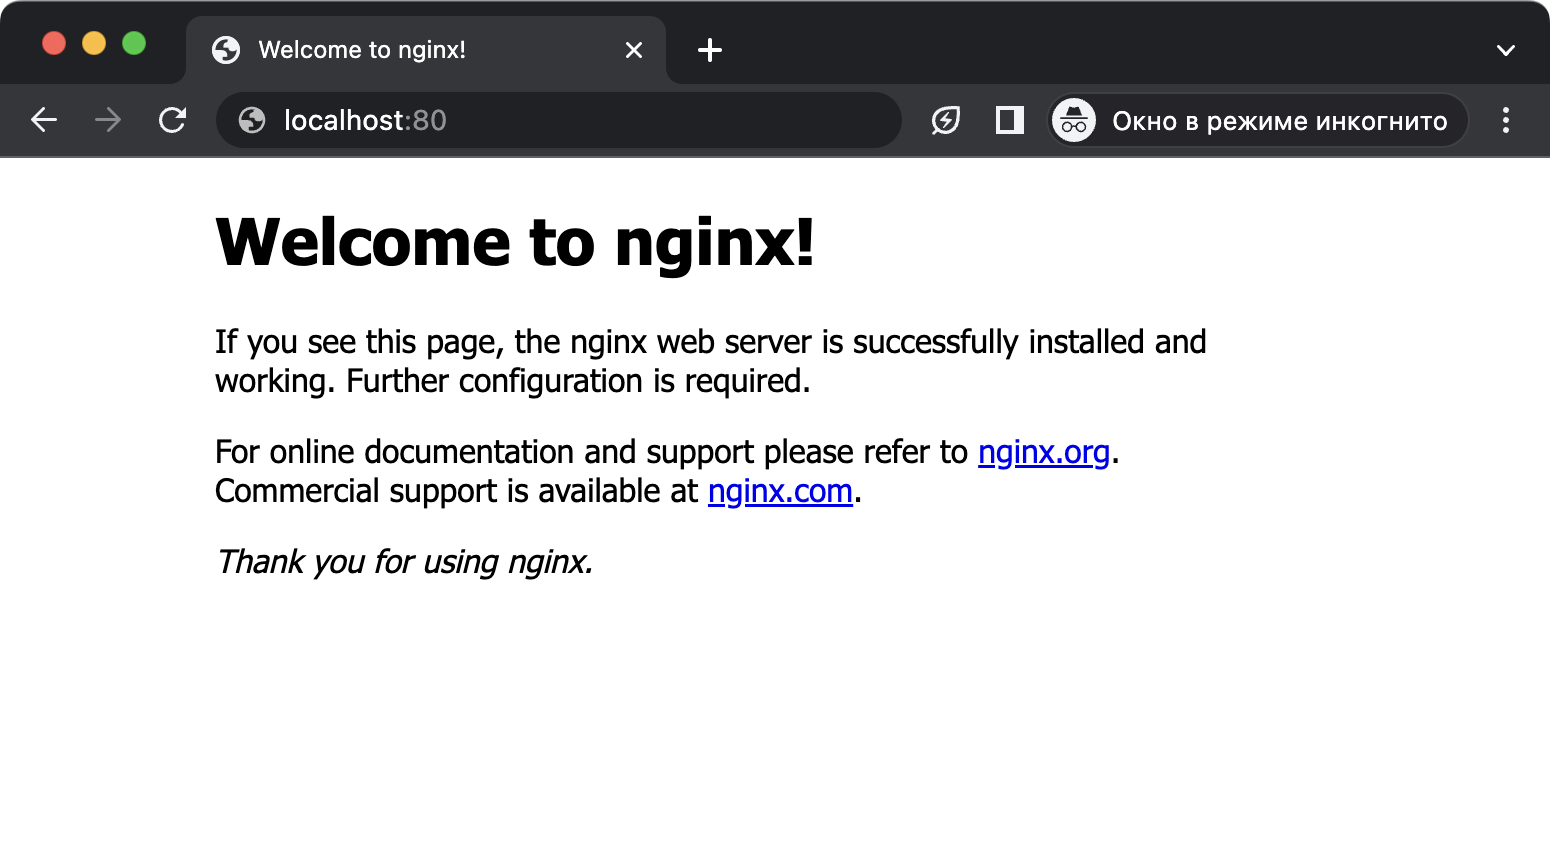 Welcome to nginx!
localhost:80
Окно в режиме инкогнито
Welcome to nginx!
If you see this page, the nginx web server is successfully installed and
working. Further configuration is required.
For online documentation and support please refer to nginx.org.
Commercial support is available at nginx.com.
Thank you for using nginx.